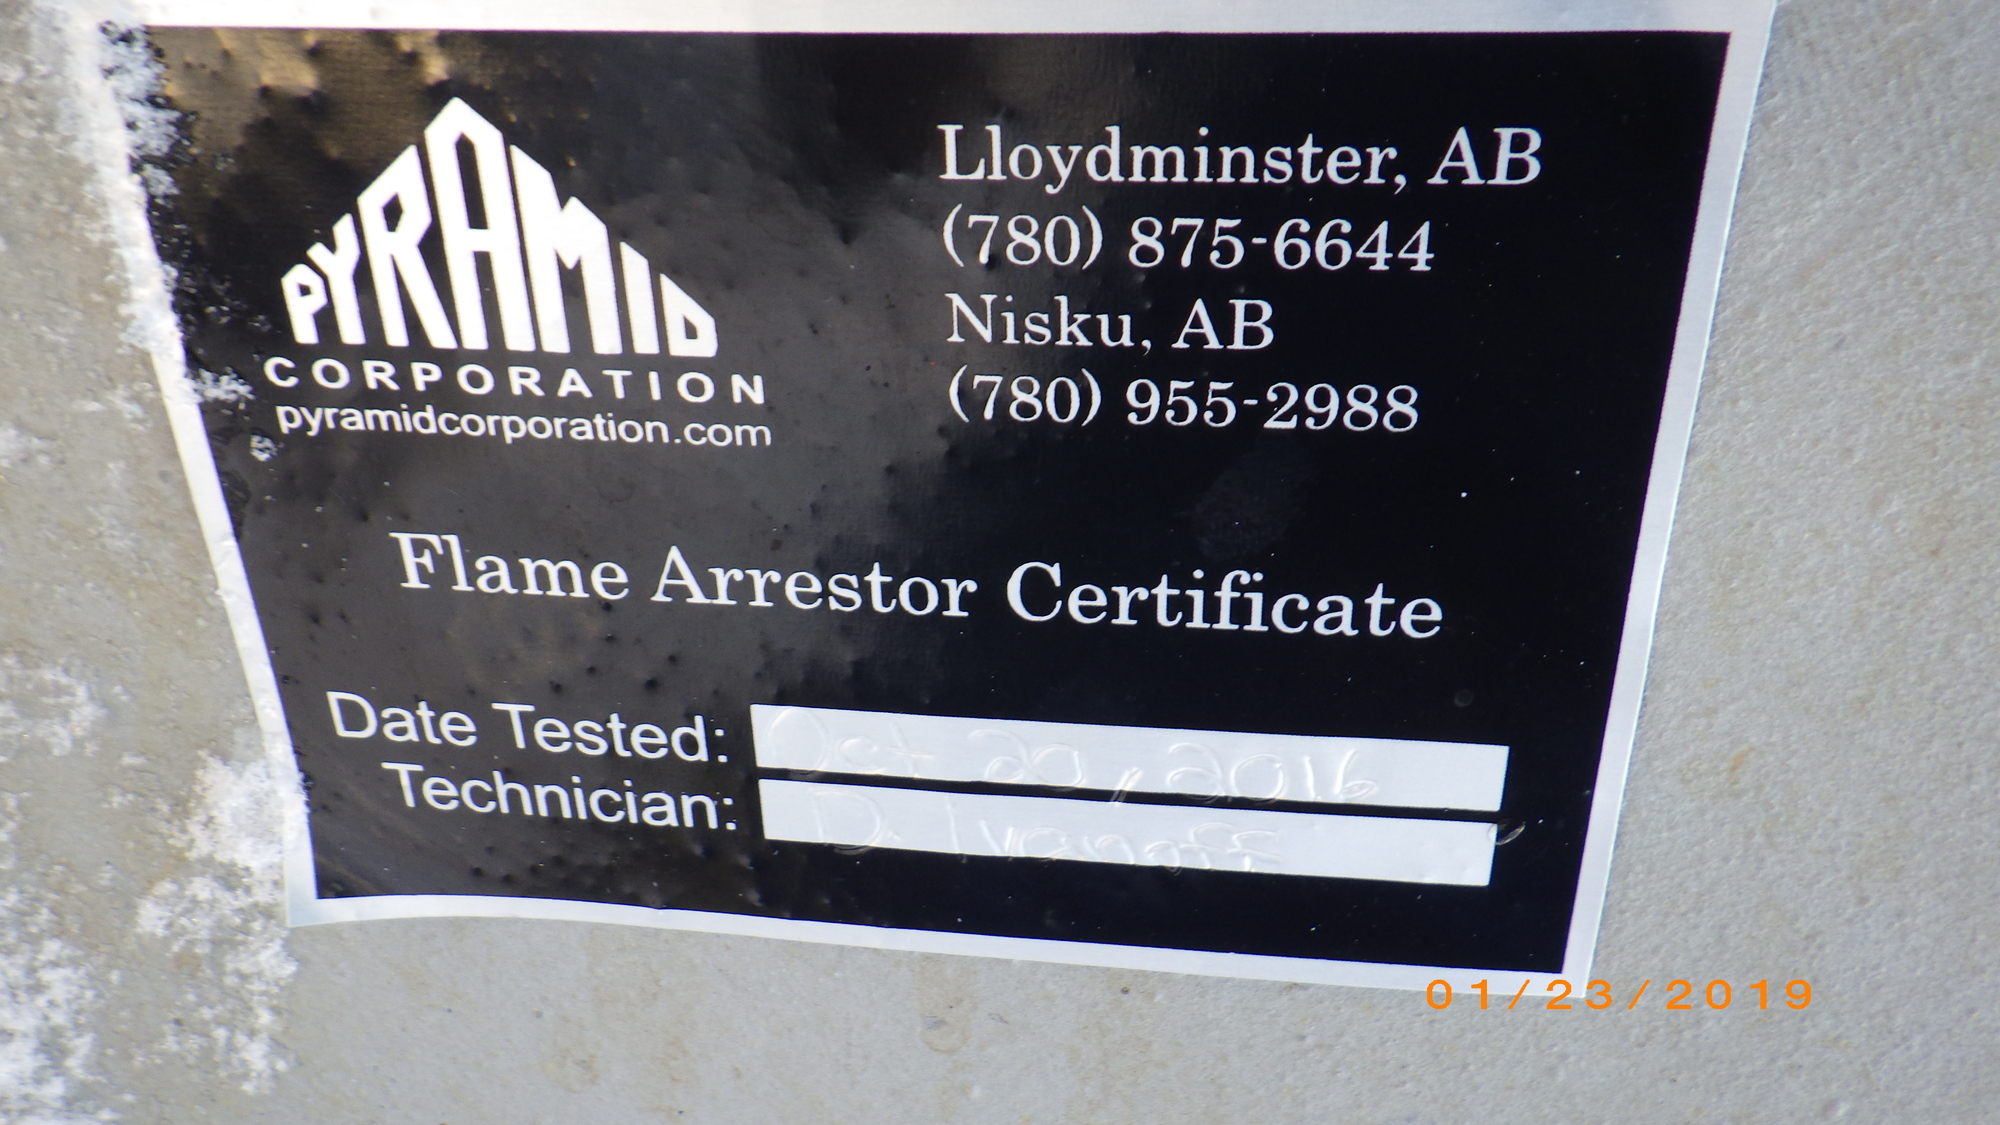 PYRAMID
CORPORATION
pyramidcorporation.com
Lloydminster, AB
(780) 875-6644
Nisku, AB
(780) 955-2988
Flame Arrestor Certificate
Date Tested: Oct 20, 2016
Technician: D. Ivanoff
01/23/2019